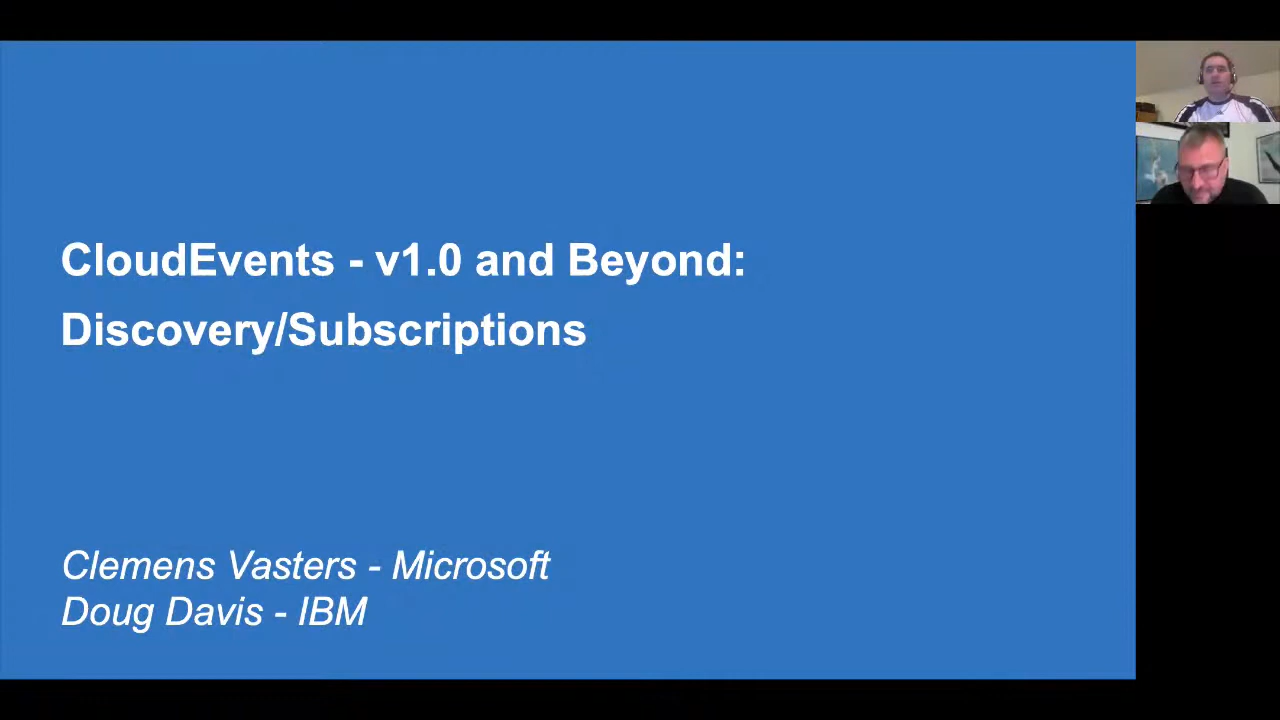 CloudEvents - v1.0 and Beyond:
Discovery/Subscriptions
Clemens Vasters - Microsoft
Doug Davis - IBM